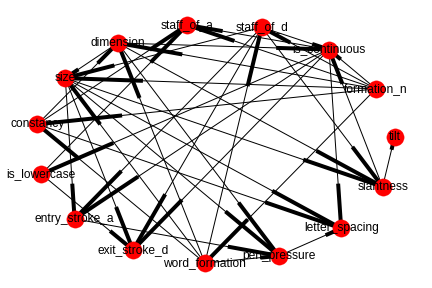 staff_of_a
staff_of_d
dimension
is_continuous
size
formation_n
constancy
tilt
is_lowercase
slantness
entry_stroke_a
letter_spacing
exit_stroke_d
pen_pressure
word_formation